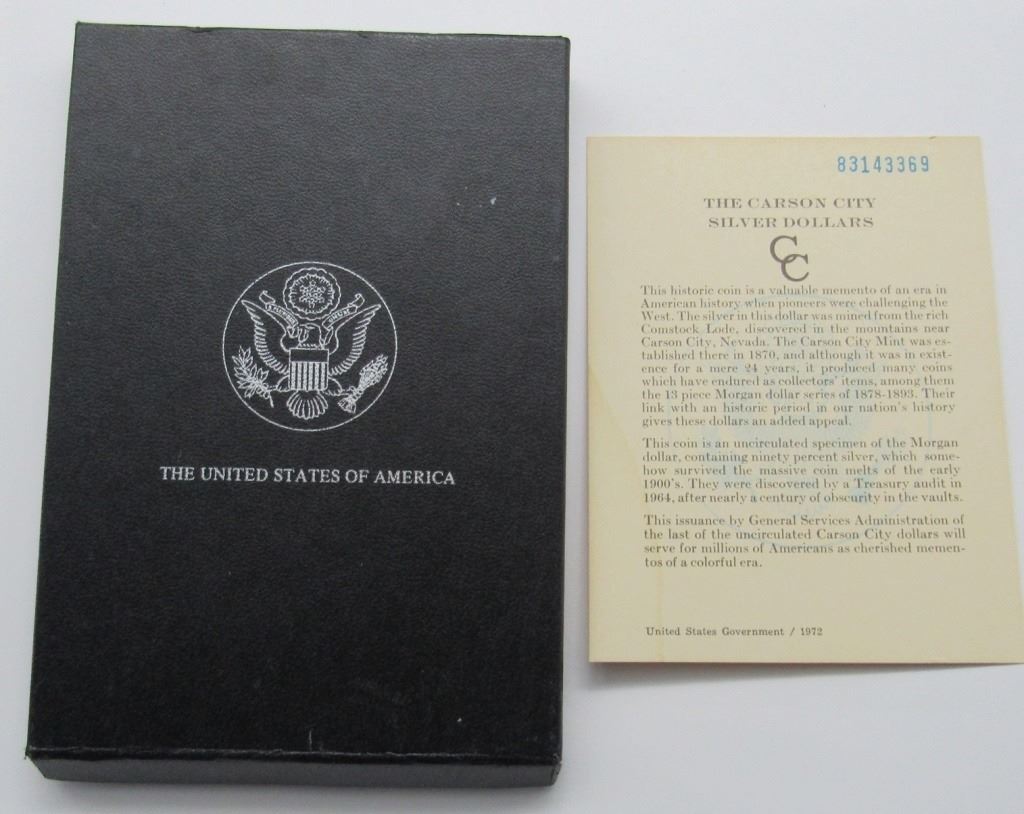 THE UNITED STATES OF AMERICA
83143369
THE CARSON CITY
SILVER DOLLARS
CC
This historic coin is a valuable memento of an era in
American history when pioneers were challenging the
West. The silver in this dollar was mined from the rich
Comstock Lode, discovered in the mountains near
Carson City, Nevada. The Carson City Mint was es-
tablished there in 1870, and although it was in exist-
ence for a mere 24 years, it produced many coins
which have endured as collectors' items, among them
the 13 piece Morgan dollar series of 1878-1893. Their
link with an historic period in our nation's history
gives these dollars an added appeal.
This coin is an uncirculated specimen of the Morgan
dollar, containing ninety percent silver, which some-
how survived the massive coin melts of the early
1900's. They were discovered by a Treasury audit in
1964, after nearly a century of obscurity in the vaults.
This issuance by General Services Administration of
the last of the uncirculated Carson City dollars will
serve for millions of Americans as cherished memen-
tos of a colorful era.
United States Government / 1972